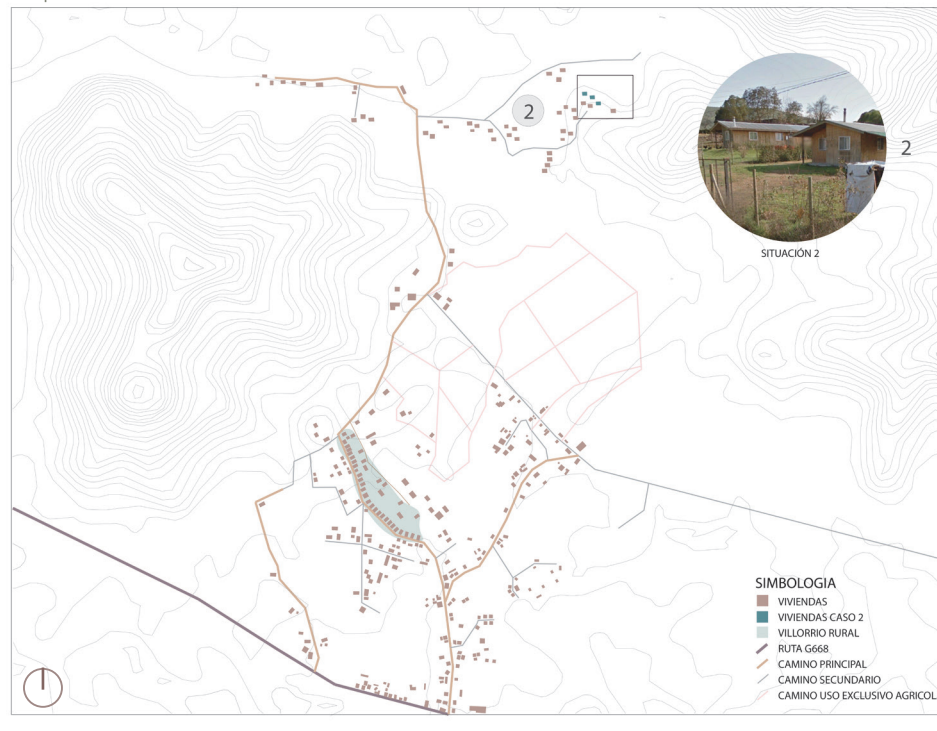 2
2
SITUACIÓN 2
SIMBOLOGIA
VIVIENDAS
VIVIENDAS CASO 2
VILLORRIO RURAL
RUTA G668
CAMINO PRINCIPAL
CAMINO SECUNDARIO
CAMINO USO EXCLUSIVO AGRICOL